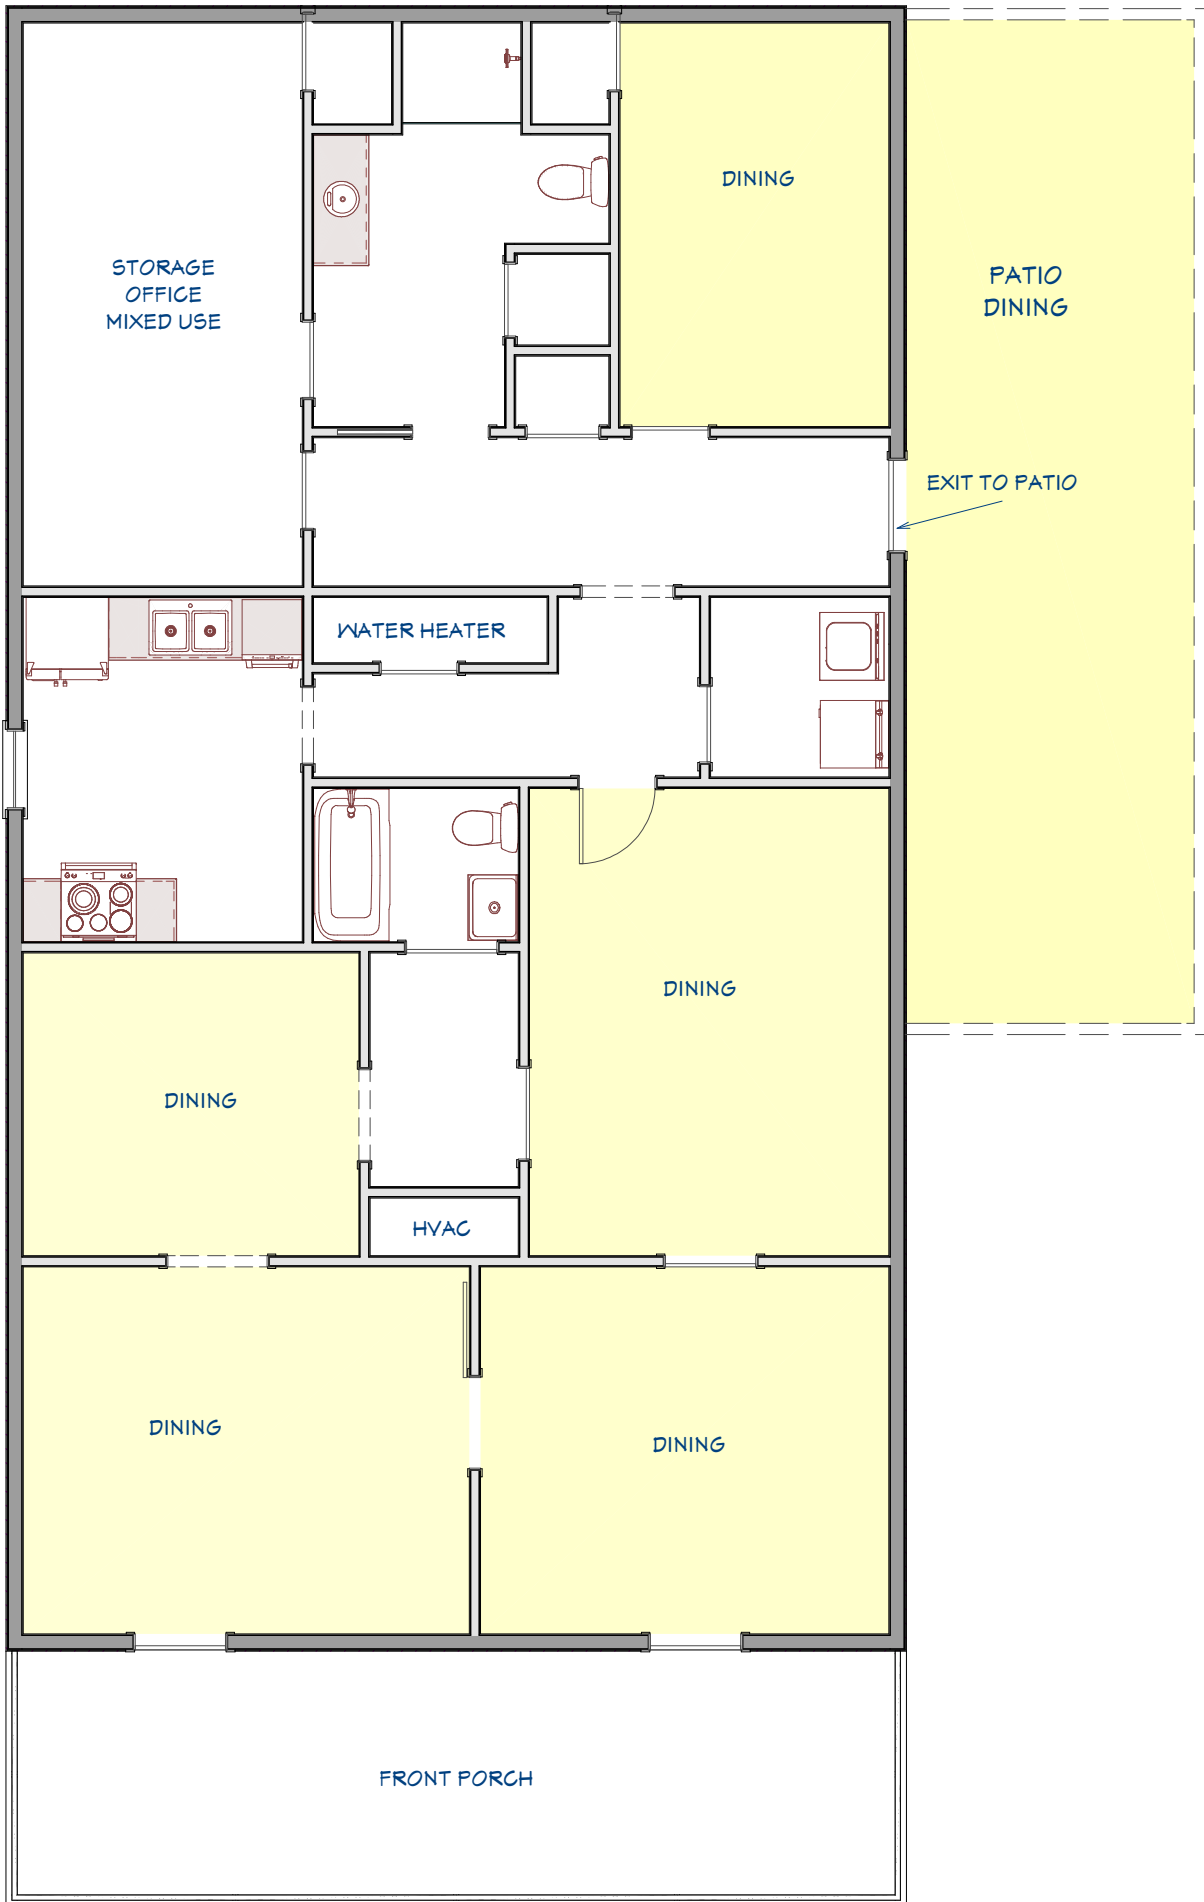 DINING
STORAGE
OFFICE
MIXED USE
PATIO
DINING
EXIT TO PATIO
WATER HEATER
DINING
DINING
HVAC
DINING
DINING
FRONT PORCH